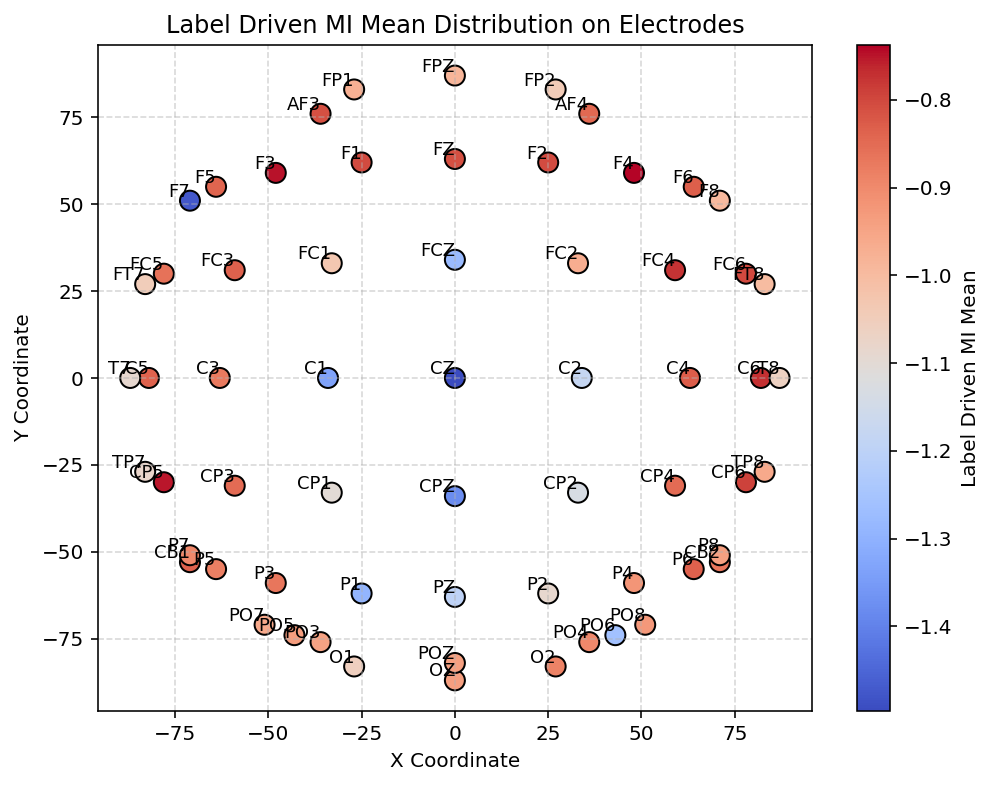 Label Driven MI Mean Distribution on Electrodes
FPZ
FP1
FP2
AF3
AF4
F1
FZ
F2
F3
F4
F5
F6
F7
F8
FCZ
FC1
FC2
FC3
FC4
FC5
FC6
FT7
FT8
T7
C5
C3
C1
CZ
C2
C4
C6
T8
TP7
TP8
CP5
CP3
CP1
CPZ
CP2
CP4
CP6
P7
P8
CB1
CB2
P5
P6
P3
P4
P1
PZ
P2
PO7
PO5
PO3
PO4
PO6
PO8
O1
POZ
O2
OZ
75
50
25
0
−25
−50
−75
Y Coordinate
−75
−50
−25
0
25
50
75
X Coordinate
−0.8
−0.9
−1.0
−1.1
−1.2
−1.3
−1.4
Label Driven MI Mean